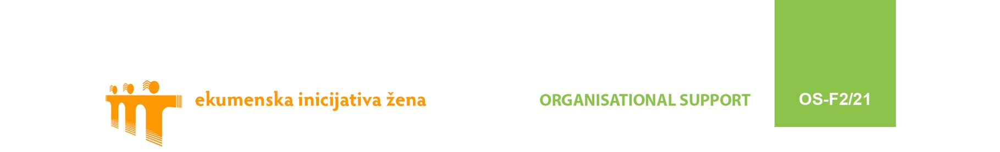 ekumenska inicijativa žena
ORGANISATIONAL SUPPORT
OS-F2/21